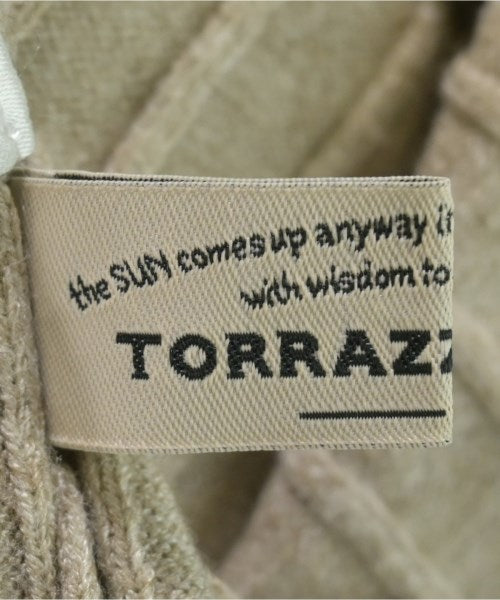 the SUN comes up anyway
with wisdom to
TORRAZZ